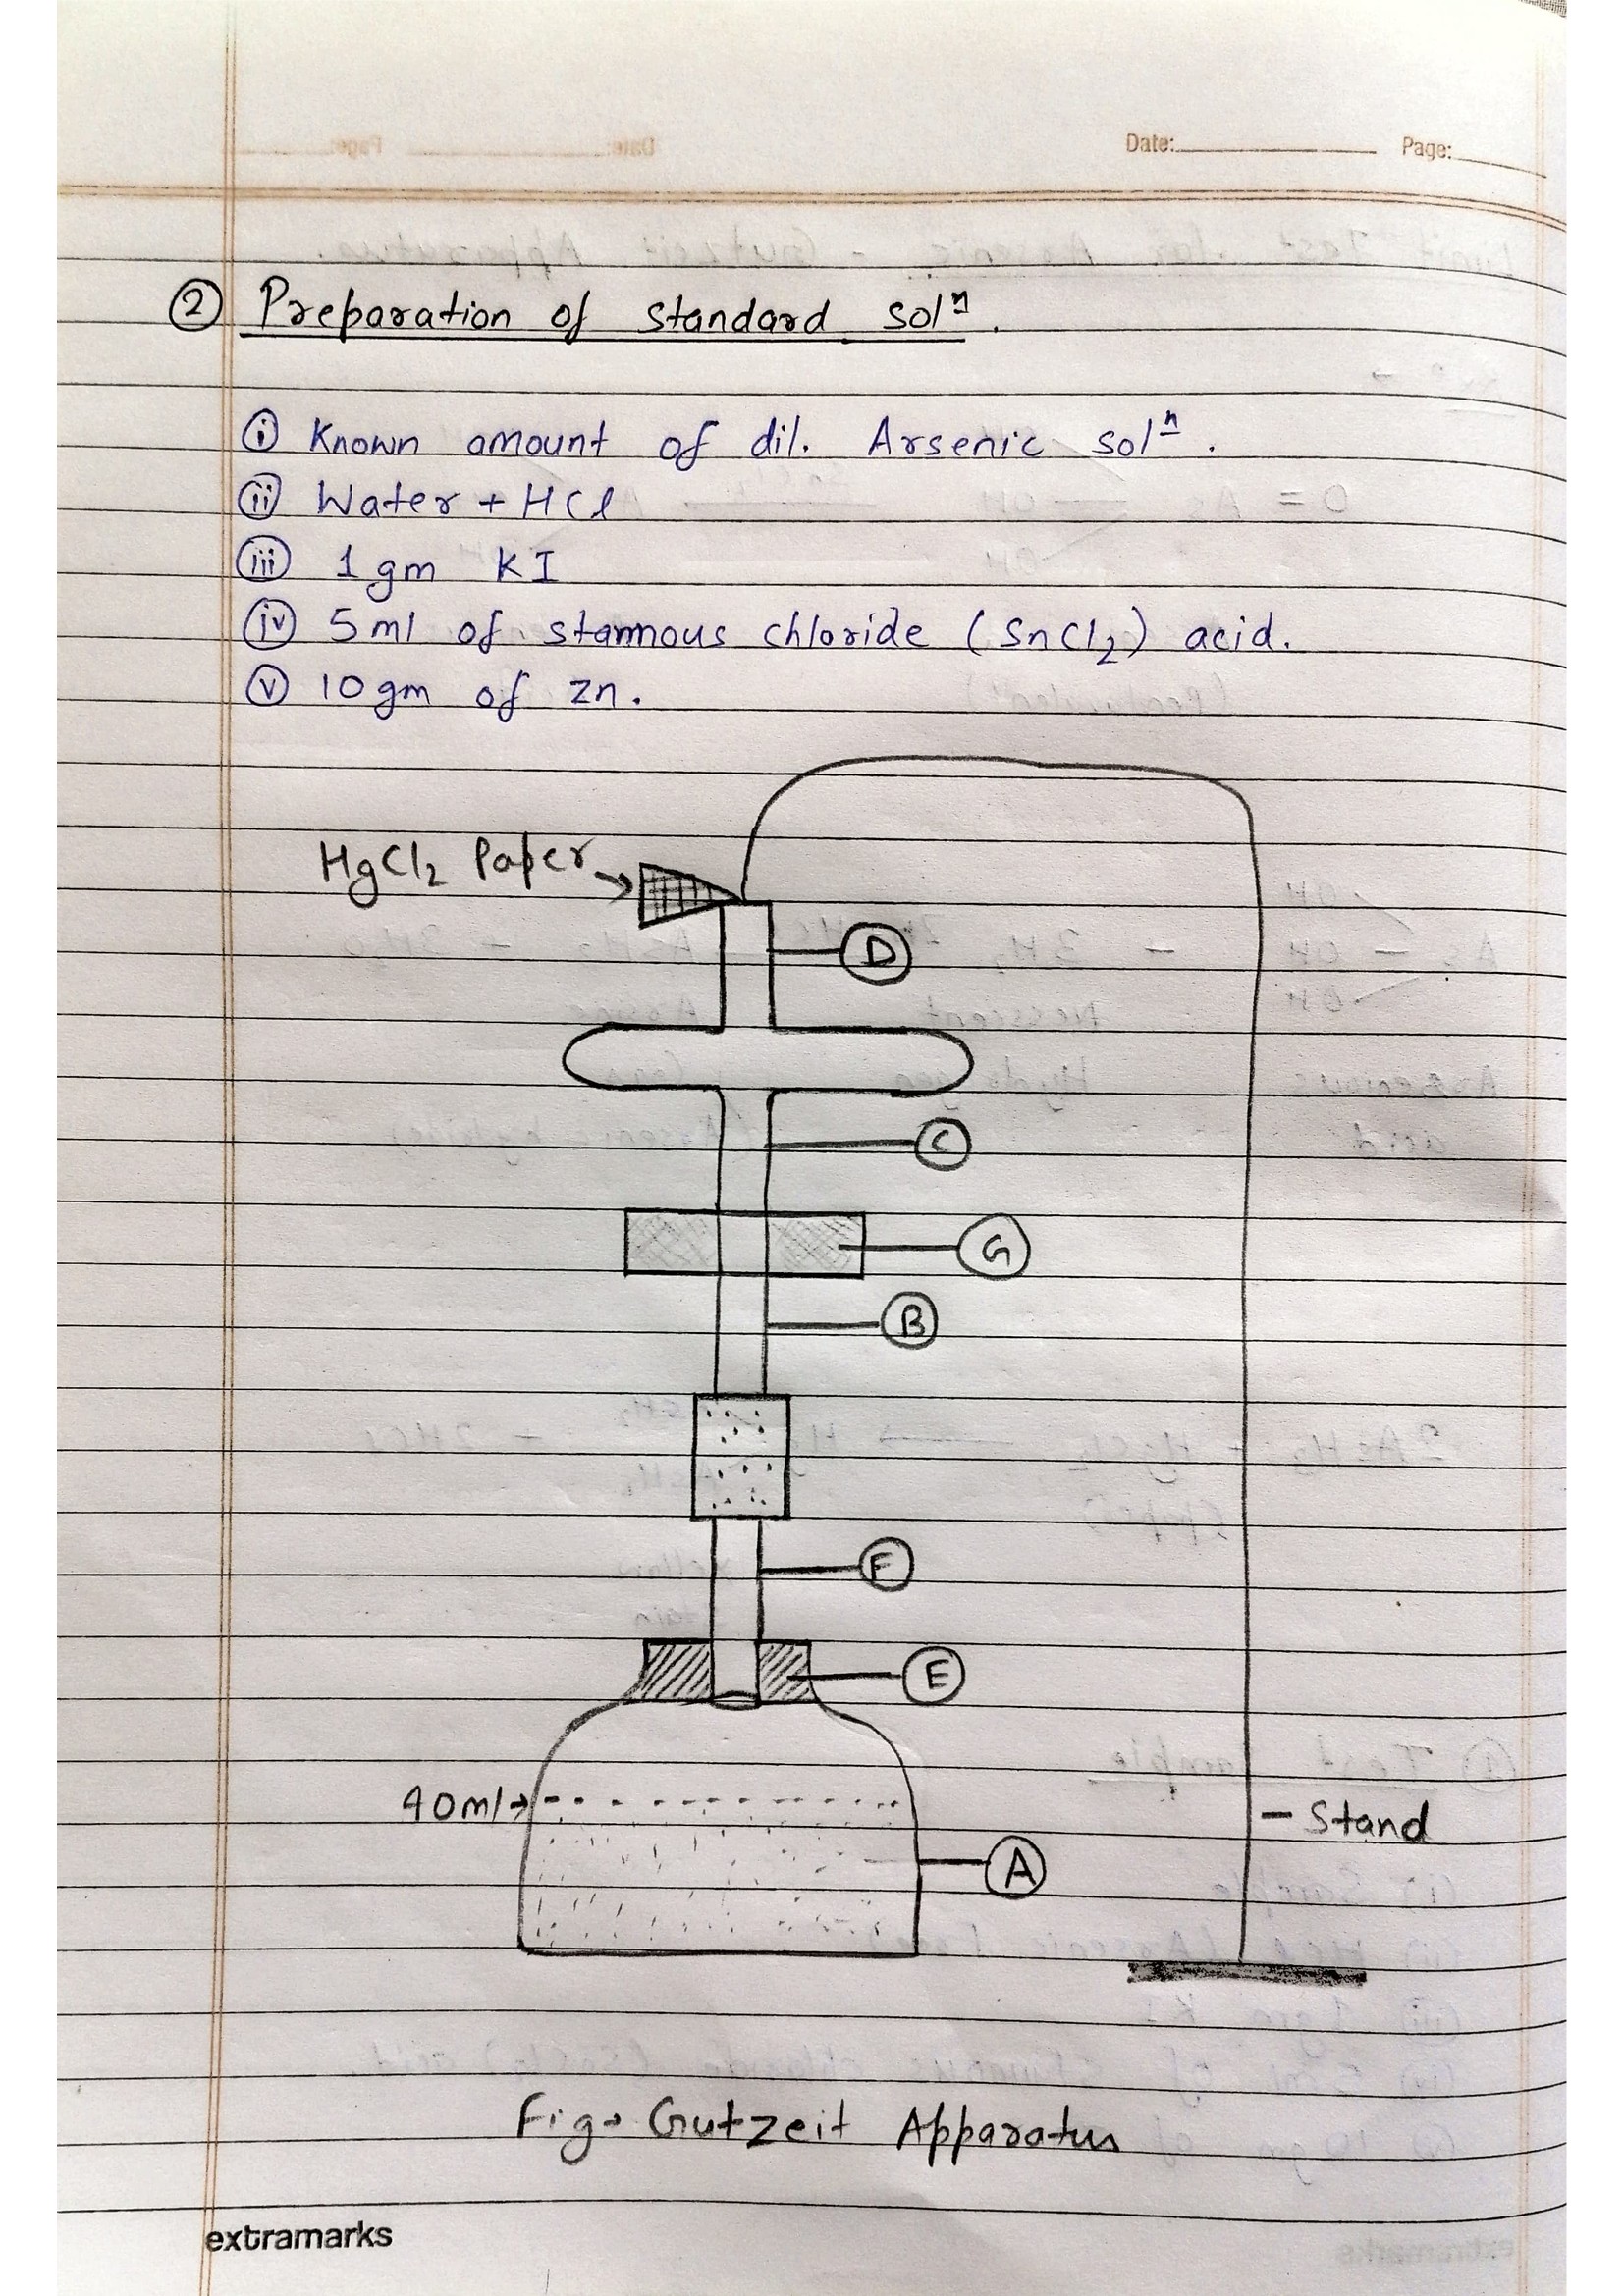 Date: Page:
② Preparation of standard solⁿ.
ⓘ Known amount of dil. Arsenic solⁿ.
(ii) Water + HCl
(iii) 1 gm KI
(iv) 5 ml of stannous chloride (SnCl₂) acid.
(v) 10 gm of zn.
HgCl₂ Paper →
D
C
G
B
F
E
40ml →
A
– Stand
Fig→ Gutzeit Apparatus
extramarks